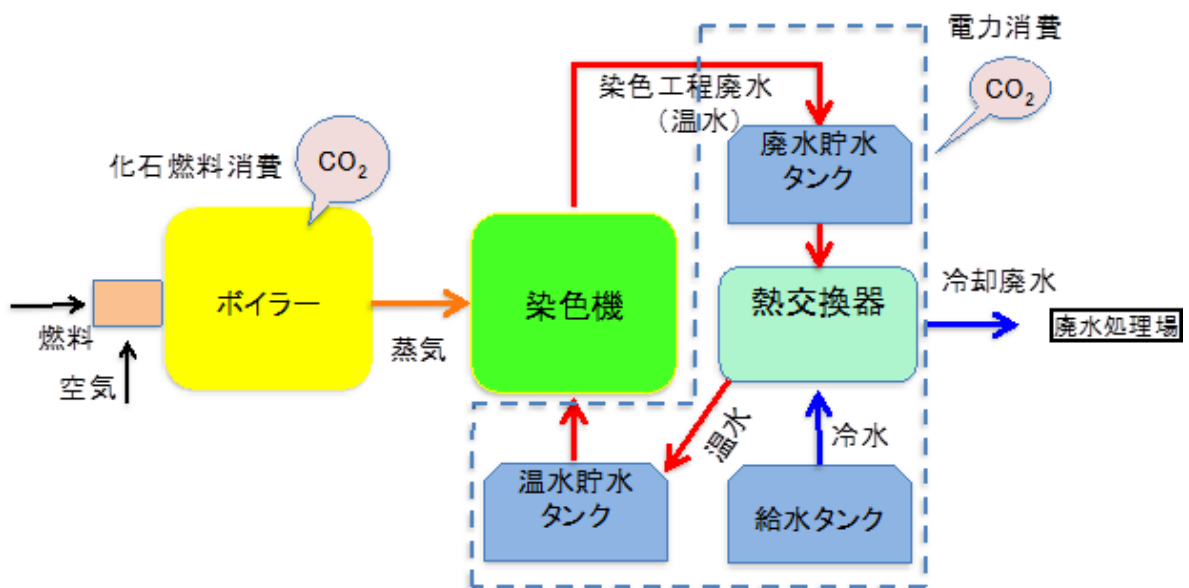 電力消費
CO2
染色工程廃水
（温水）
廃水貯水
タンク
化石燃料消費
CO2
ボイラー
染色機
熱交換器
冷却廃水
廃水処理場
燃料
空気
蒸気
温水
冷水
温水貯水
タンク
給水タンク